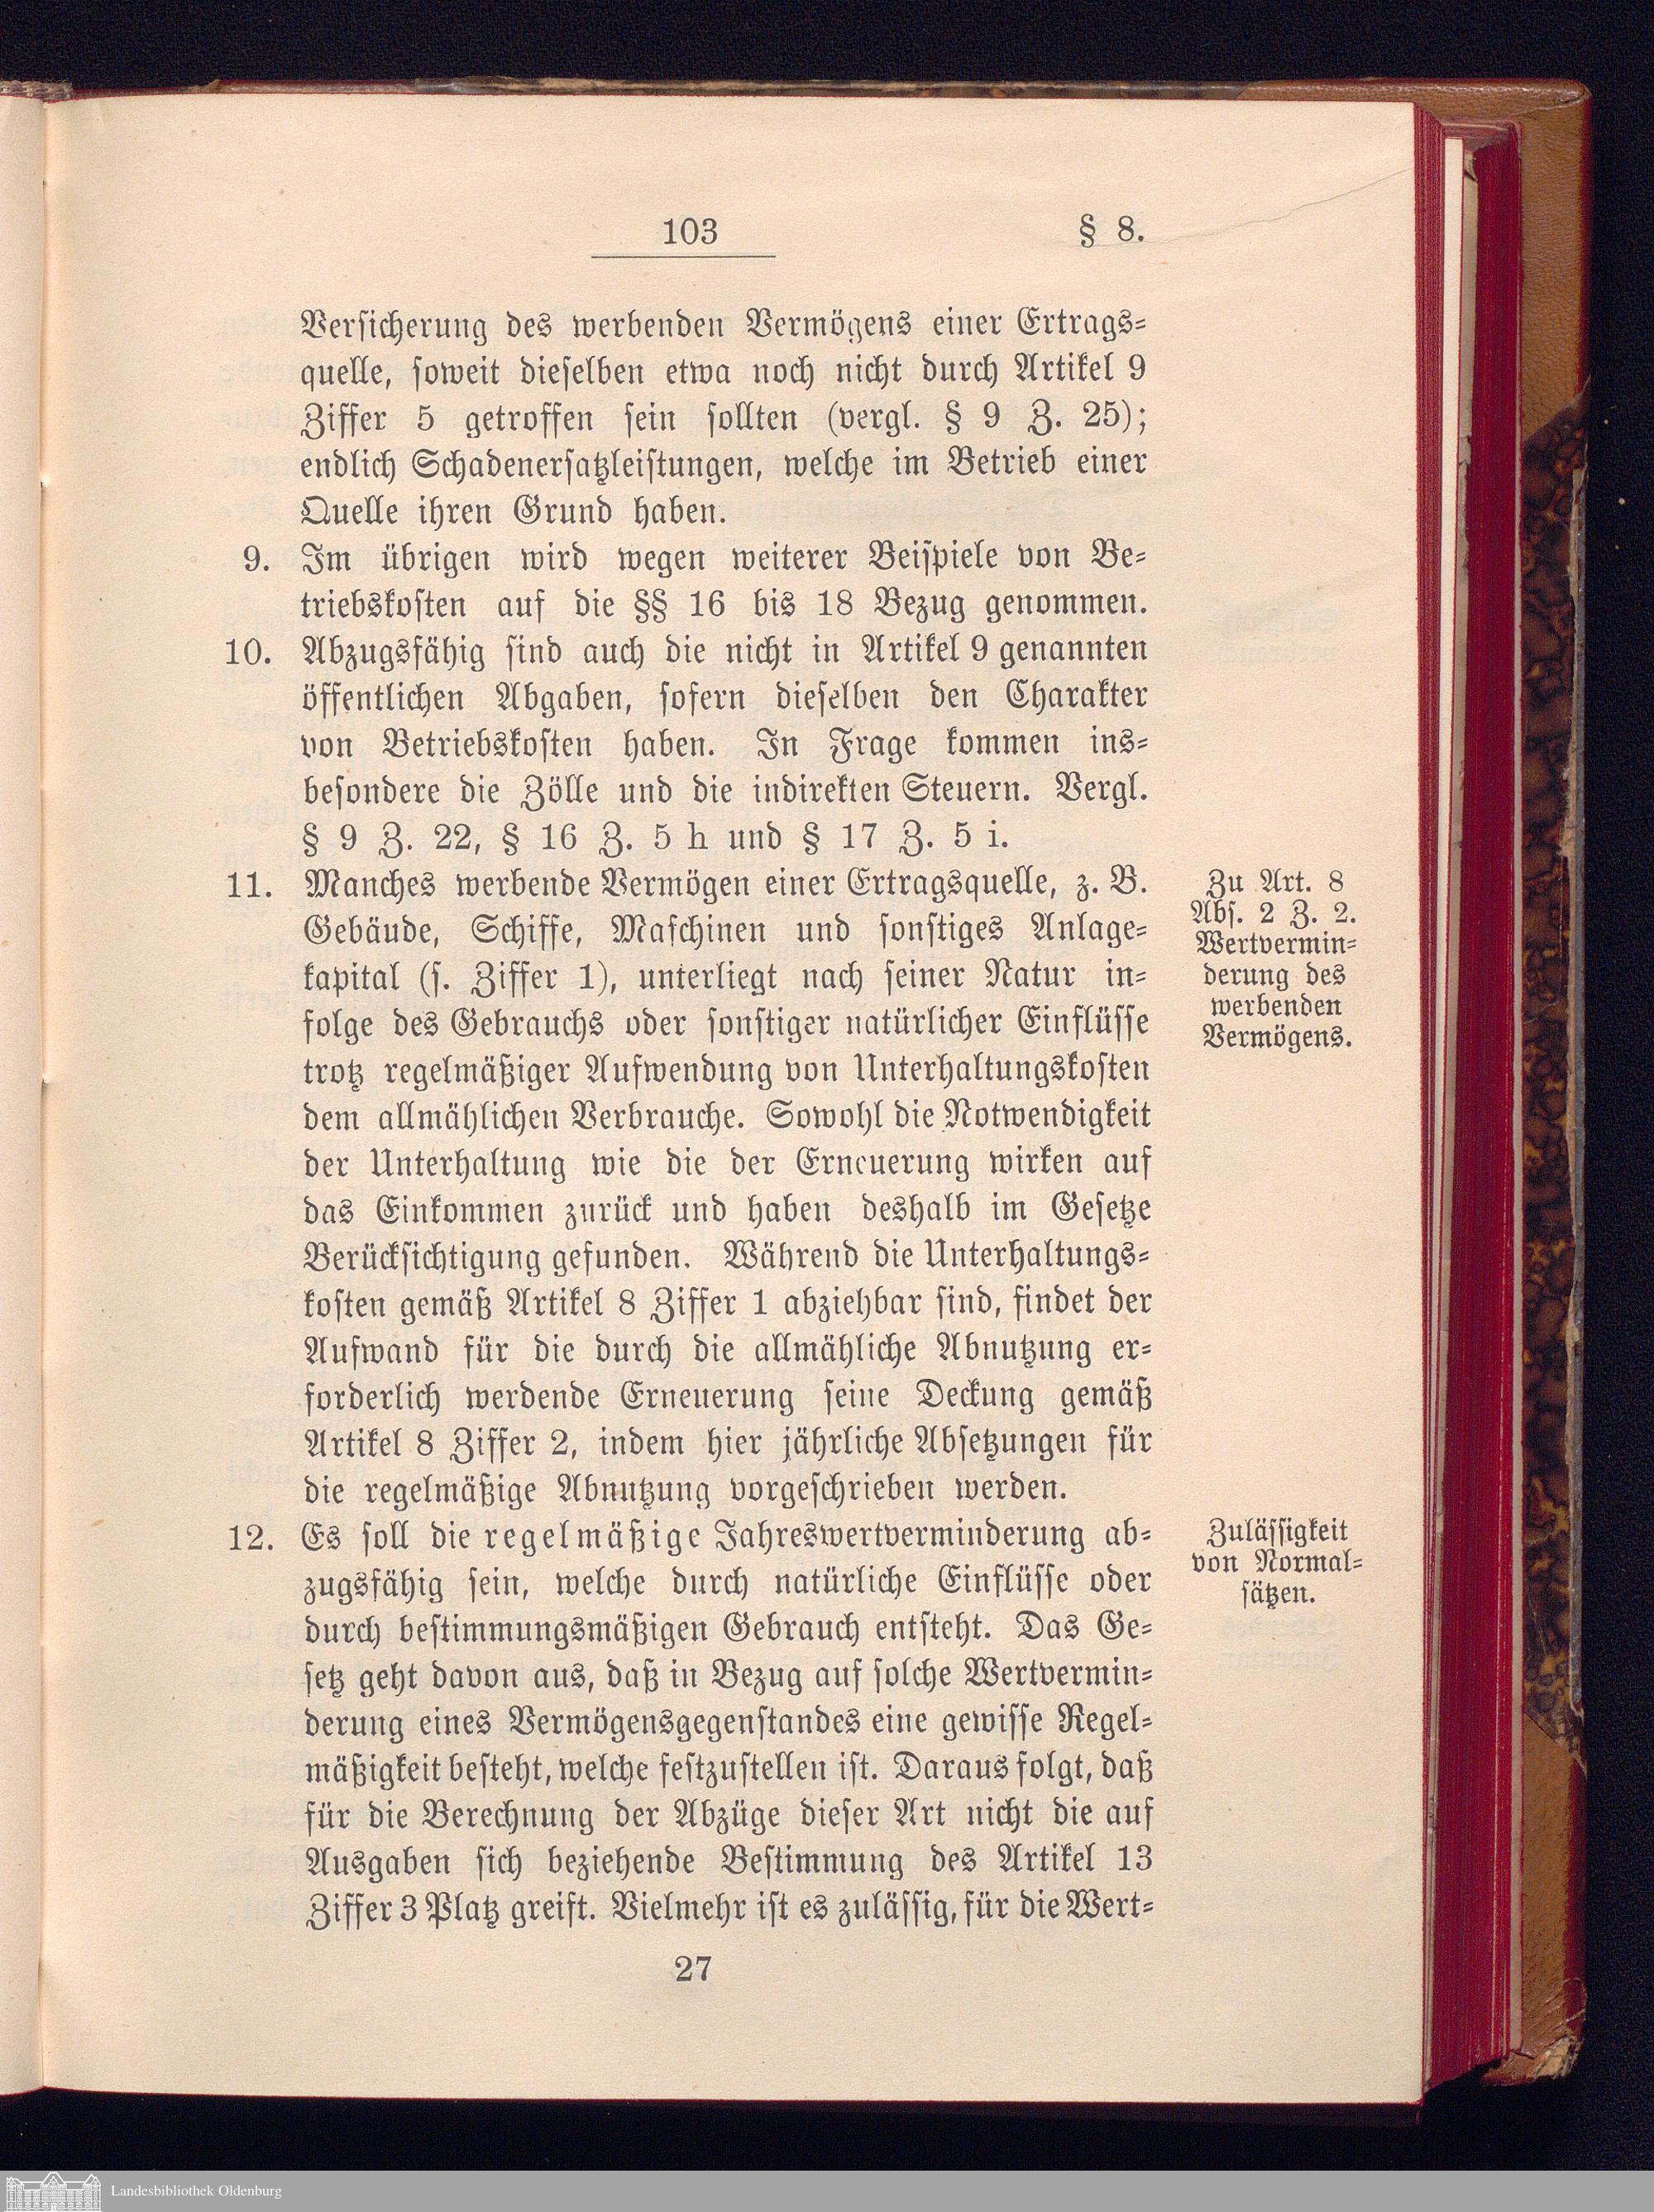 103
§ 8.
Versicherung des werbenden Vermögens einer Ertrags-
quelle, soweit dieselben etwa noch nicht durch Artikel 9
Ziffer 5 getroffen sein sollten (vergl. § 9 Z. 25);
endlich Schadenersatzleistungen, welche im Betrieb einer
Quelle ihren Grund haben.
9. Im übrigen wird wegen weiterer Beispiele von Be-
triebskosten auf die §§ 16 bis 18 Bezug genommen.
10. Abzugsfähig sind auch die nicht in Artikel 9 genannten
öffentlichen Abgaben, sofern dieselben den Charakter
von Betriebskosten haben. In Frage kommen ins-
besondere die Zölle und die indirekten Steuern. Vergl.
§ 9 Z. 22, § 16 Z. 5 h und § 17 Z. 5 i.
11. Manches werbende Vermögen einer Ertragsquelle, z. B.
Gebäude, Schiffe, Maschinen und sonstiges Anlage-
kapital (s. Ziffer 1), unterliegt nach seiner Natur in-
folge des Gebrauchs oder sonstiger natürlicher Einflüsse
trotz regelmäßiger Aufwendung von Unterhaltungskosten
dem allmählichen Verbrauche. Sowohl die Notwendigkeit
der Unterhaltung wie die der Erneuerung wirken auf
das Einkommen zurück und haben deshalb im Gesetze
Berücksichtigung gefunden. Während die Unterhaltungs-
kosten gemäß Artikel 8 Ziffer 1 abziehbar sind, findet der
Aufwand für die durch die allmähliche Abnutzung er-
forderlich werdende Erneuerung seine Deckung gemäß
Artikel 8 Ziffer 2, indem hier jährliche Absetzungen für
die regelmäßige Abnutzung vorgeschrieben werden.
Zu Art. 8
Abs. 2 Z. 2.
Wertvermin-
derung des
werbenden
Vermögens.
12. Es soll die regelmäßige Jahreswertverminderung ab-
zugsfähig sein, welche durch natürliche Einflüsse oder
durch bestimmungsmäßigen Gebrauch entsteht. Das Ge-
setz geht davon aus, daß in Bezug auf solche Wertvermin-
derung eines Vermögensgegenstandes eine gewisse Regel-
mäßigkeit besteht, welche festzustellen ist. Daraus folgt, daß
für die Berechnung der Abzüge dieser Art nicht die auf
Ausgaben sich beziehende Bestimmung des Artikel 13
Ziffer 3 Platz greift. Vielmehr ist es zulässig, für die Wert-
Zulässigkeit
von Normal-
sätzen.
27
Landesbibliothek Oldenburg